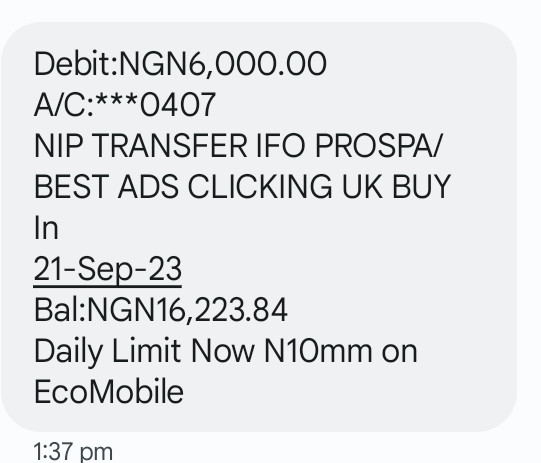 Debit:NGN6,000.00
A/C:***0407
NIP TRANSFER IFO PROSPA/
BEST ADS CLICKING UK BUY
In
21-Sep-23
Bal:NGN16,223.84
Daily Limit Now N10mm on
EcoMobile
1:37 pm